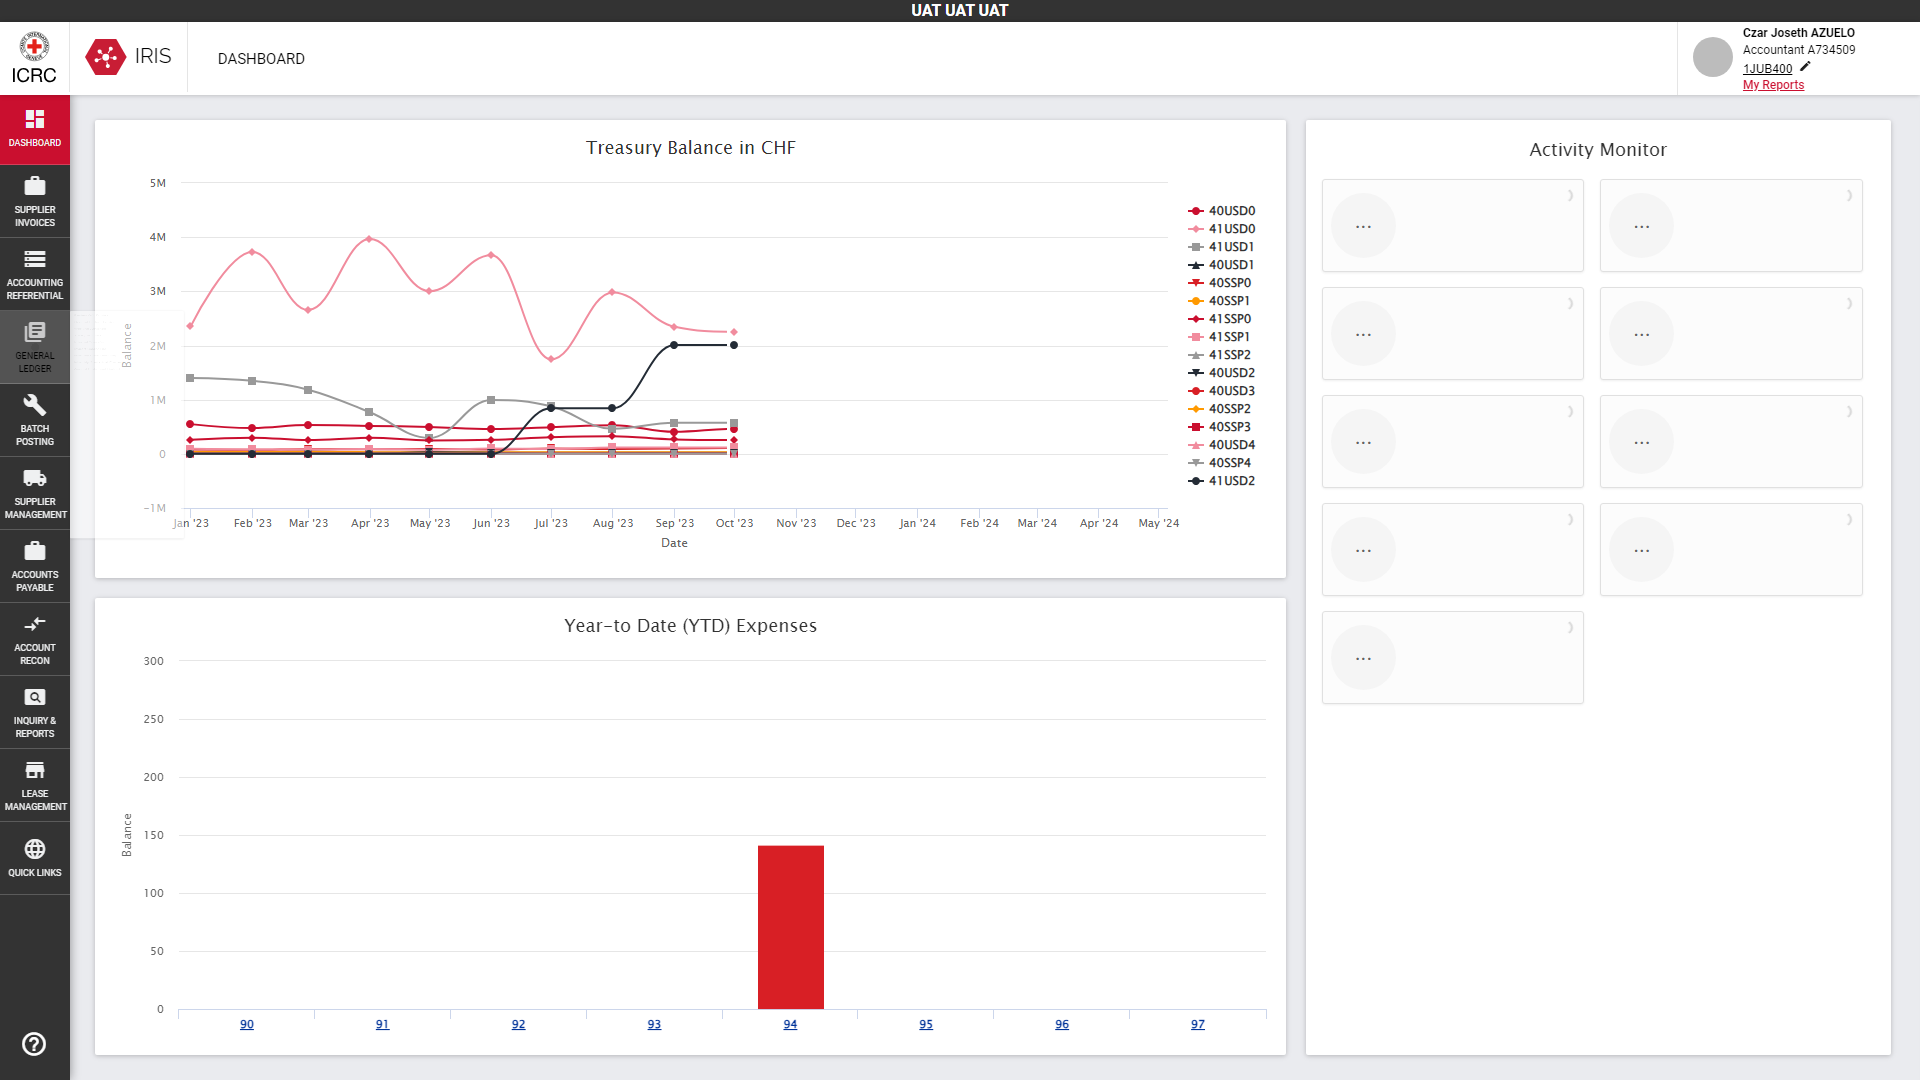 UAT UAT UAT
ICRC
IRIS
DASHBOARD
Czar Joseth AZUELO
Accountant A734509
1JUB400
My Reports
DASHBOARD
SUPPLIER
INVOICES
ACCOUNTING
REFERENTIAL
GENERAL
LEDGER
BATCH
POSTING
SUPPLIER
MANAGEMENT
ACCOUNTS
PAYABLE
ACCOUNT
RECON
INQUIRY &
REPORTS
LEASE
MANAGEMENT
QUICK LINKS
Treasury Balance in CHF
5M
4M
3M
2M
1M
0
-1M
Balance
Jan '23 Feb '23 Mar '23 Apr '23 May '23 Jun '23 Jul '23 Aug '23 Sep '23 Oct '23 Nov '23 Dec '23 Jan '24 Feb '24 Mar '24 Apr '24 May '24
Date
40USD0
41USD0
41USD1
40USD1
40SSP0
40SSP1
41SSP0
41SSP1
41SSP2
40USD2
40USD3
40SSP2
40SSP3
40USD4
40SSP4
41USD2
Year-to Date (YTD) Expenses
300
250
200
150
100
50
0
Balance
90 91 92 93 94 95 96 97
Activity Monitor
... ...
... ...
... ...
... ...
...